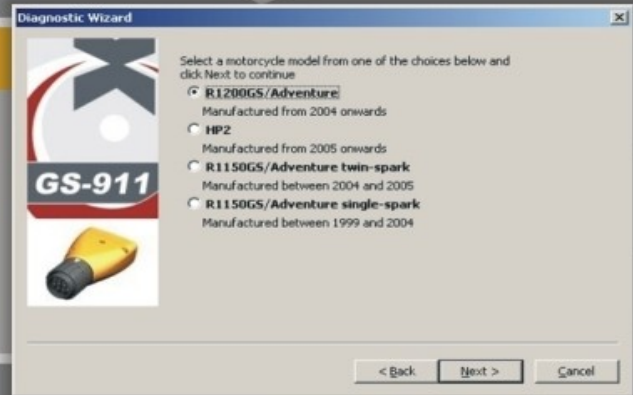 Diagnostic Wizard
Select a motorcycle model from one of the choices below and
click Next to continue
R1200GS/Adventure
Manufactured from 2004 onwards
HP2
Manufactured from 2005 onwards
R1150GS/Adventure twin-spark
Manufactured between 2004 and 2005
R1150GS/Adventure single-spark
Manufactured between 1999 and 2004
GS-911
< Back
Next >
Cancel